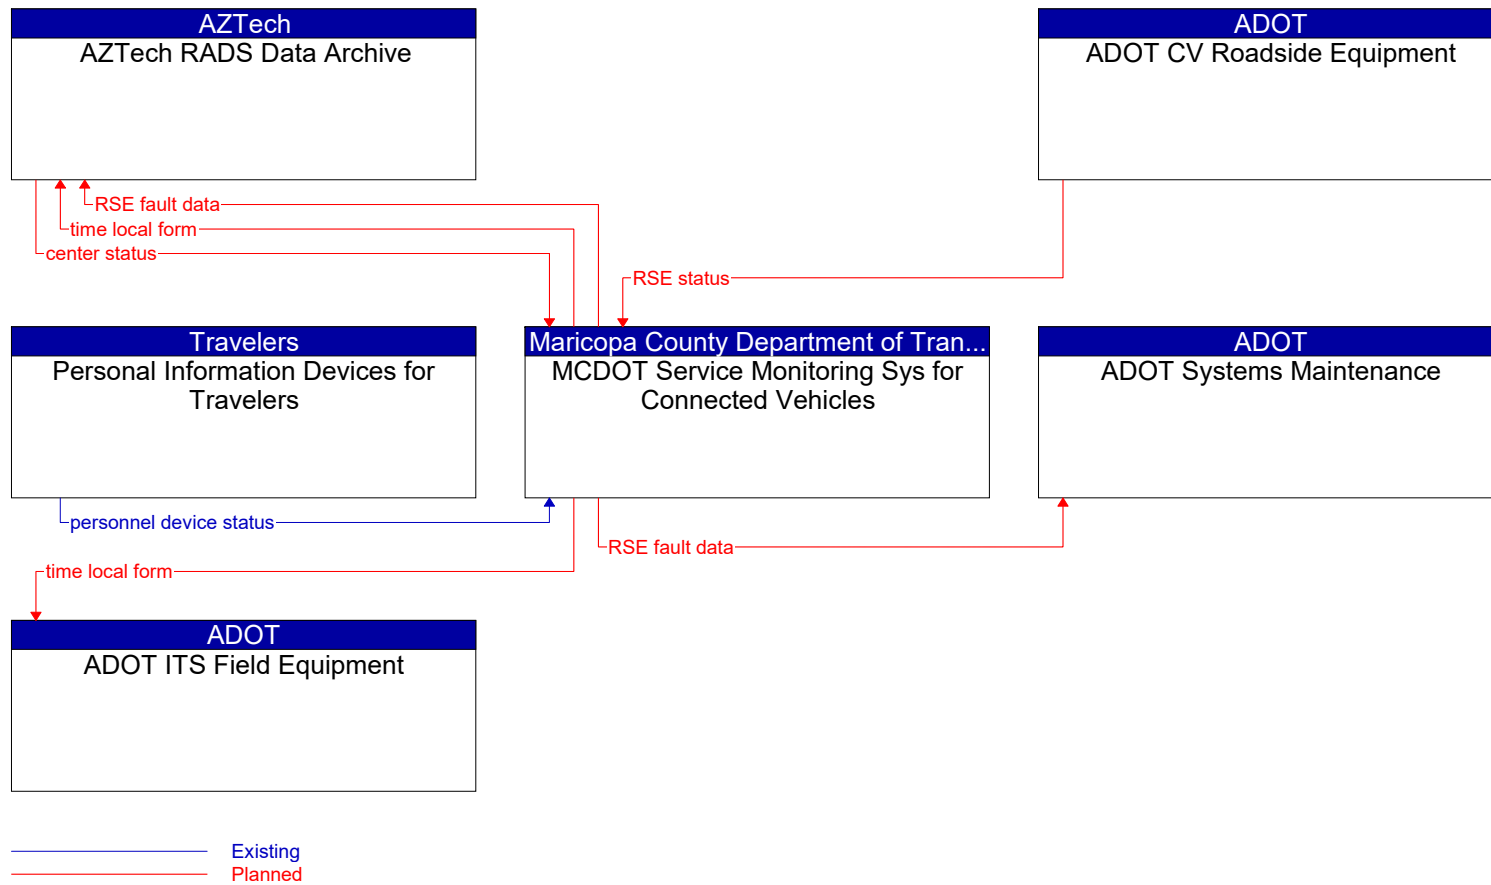 AZTech
AZTech RADS Data Archive
ADOT
ADOT CV Roadside Equipment
RSE fault data
time local form
center status
RSE status
Travelers
Personal Information Devices for
Travelers
Maricopa County Department of Tran...
MCDOT Service Monitoring Sys for
Connected Vehicles
ADOT
ADOT Systems Maintenance
personnel device status
RSE fault data
time local form
ADOT
ADOT ITS Field Equipment
Existing
Planned